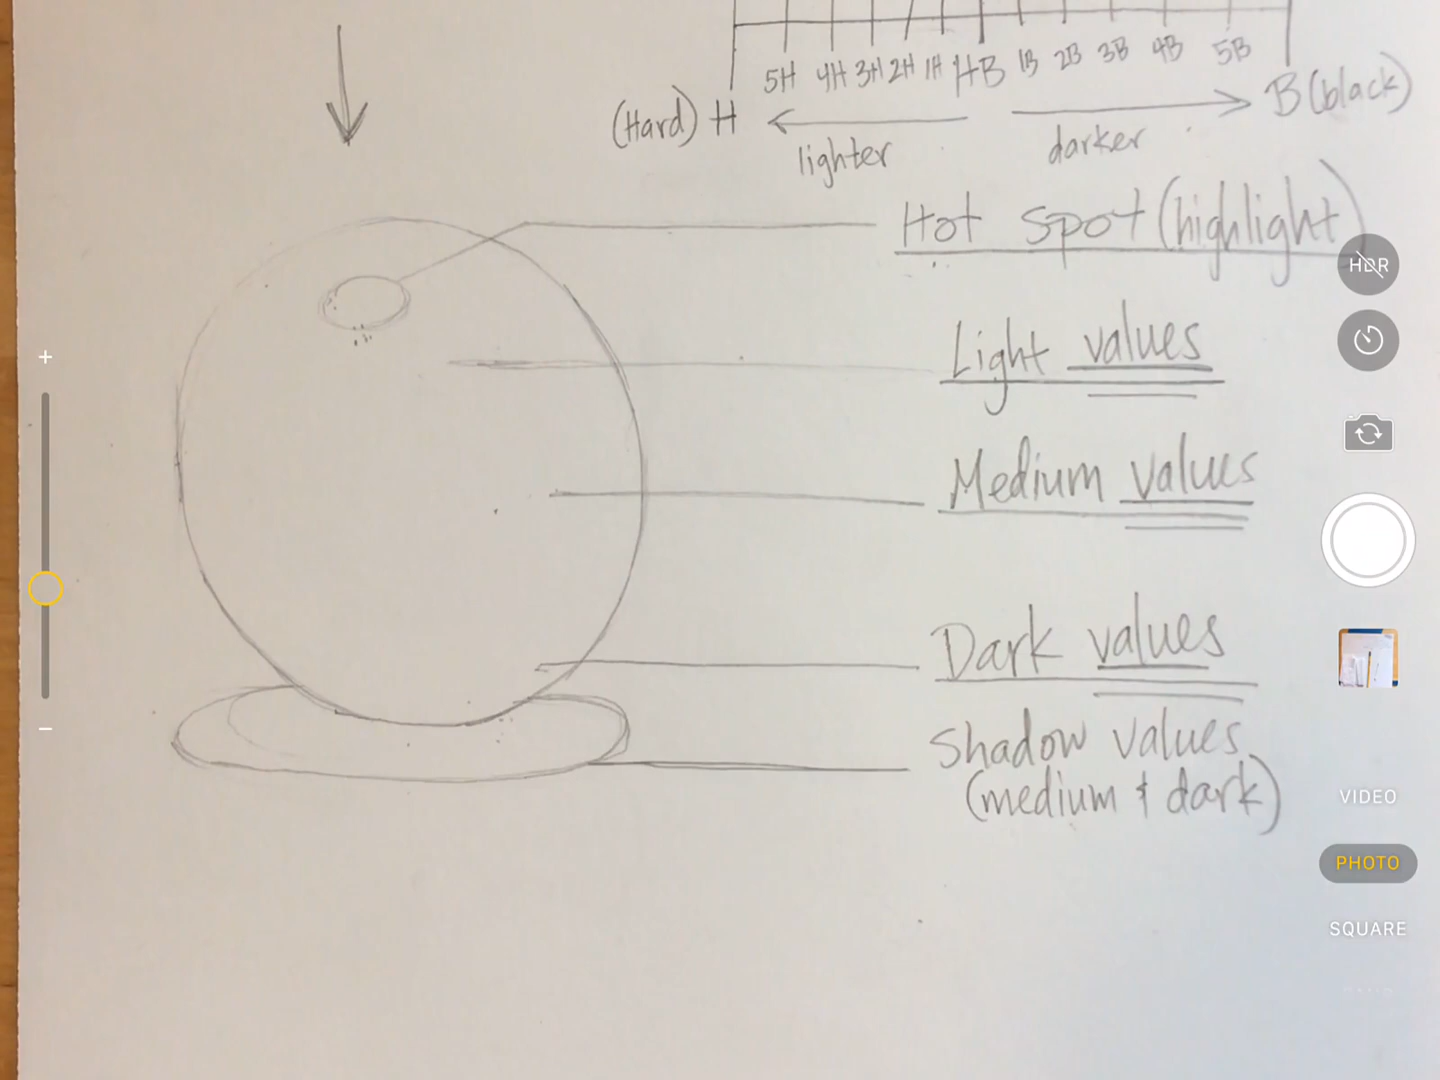 5H 4H 3H 2H 1H HB 1B 2B 3B 4B 5B
(Hard) H
B (black)
lighter
darker
Hot Spot (highlight)
HDR
Light values
Medium values
Dark values
Shadow values
(medium & dark)
VIDEO
PHOTO
SQUARE